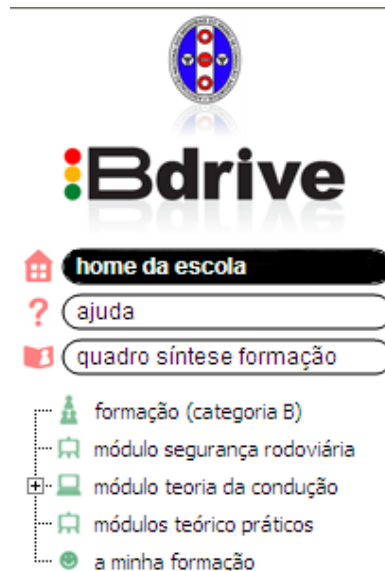 Bdrive
home da escola
? ajuda
quadro síntese formação
formação (categoria B)
módulo segurança rodoviária
módulo teoria da condução
módulos teórico práticos
a minha formação